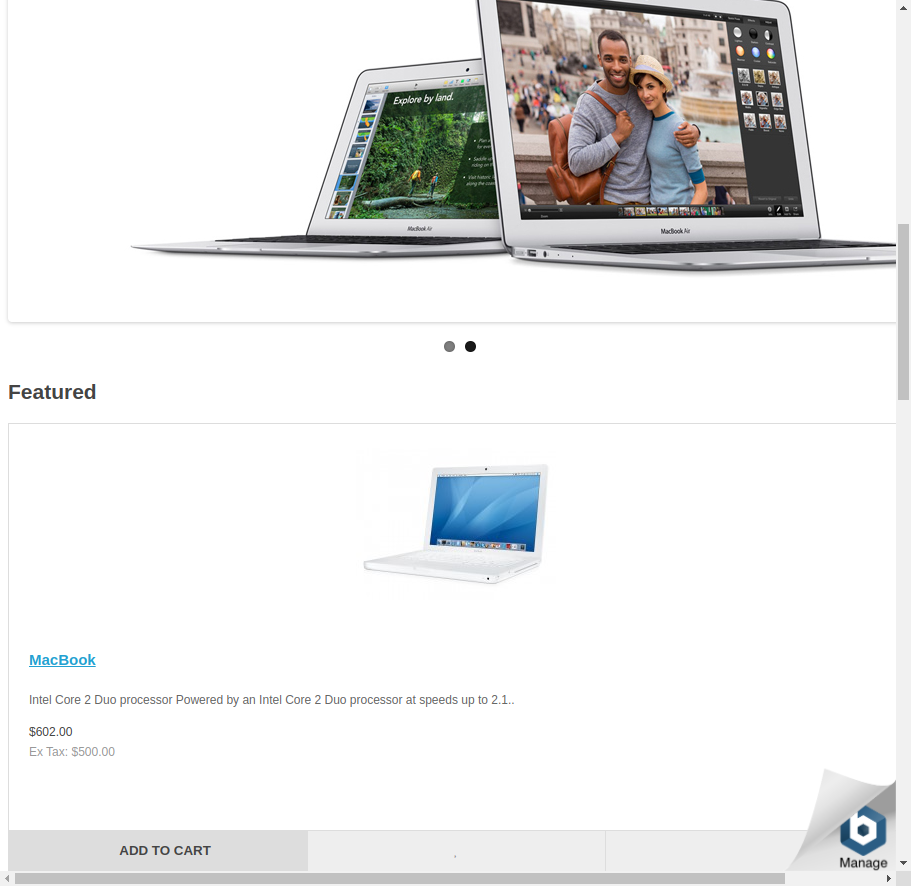 Explore by land.
MacBook Air
MacBook Air
Featured
MacBook
Intel Core 2 Duo processor Powered by an Intel Core 2 Duo processor at speeds up to 2.1..
$602.00
Ex Tax: $500.00
ADD TO CART
Manage